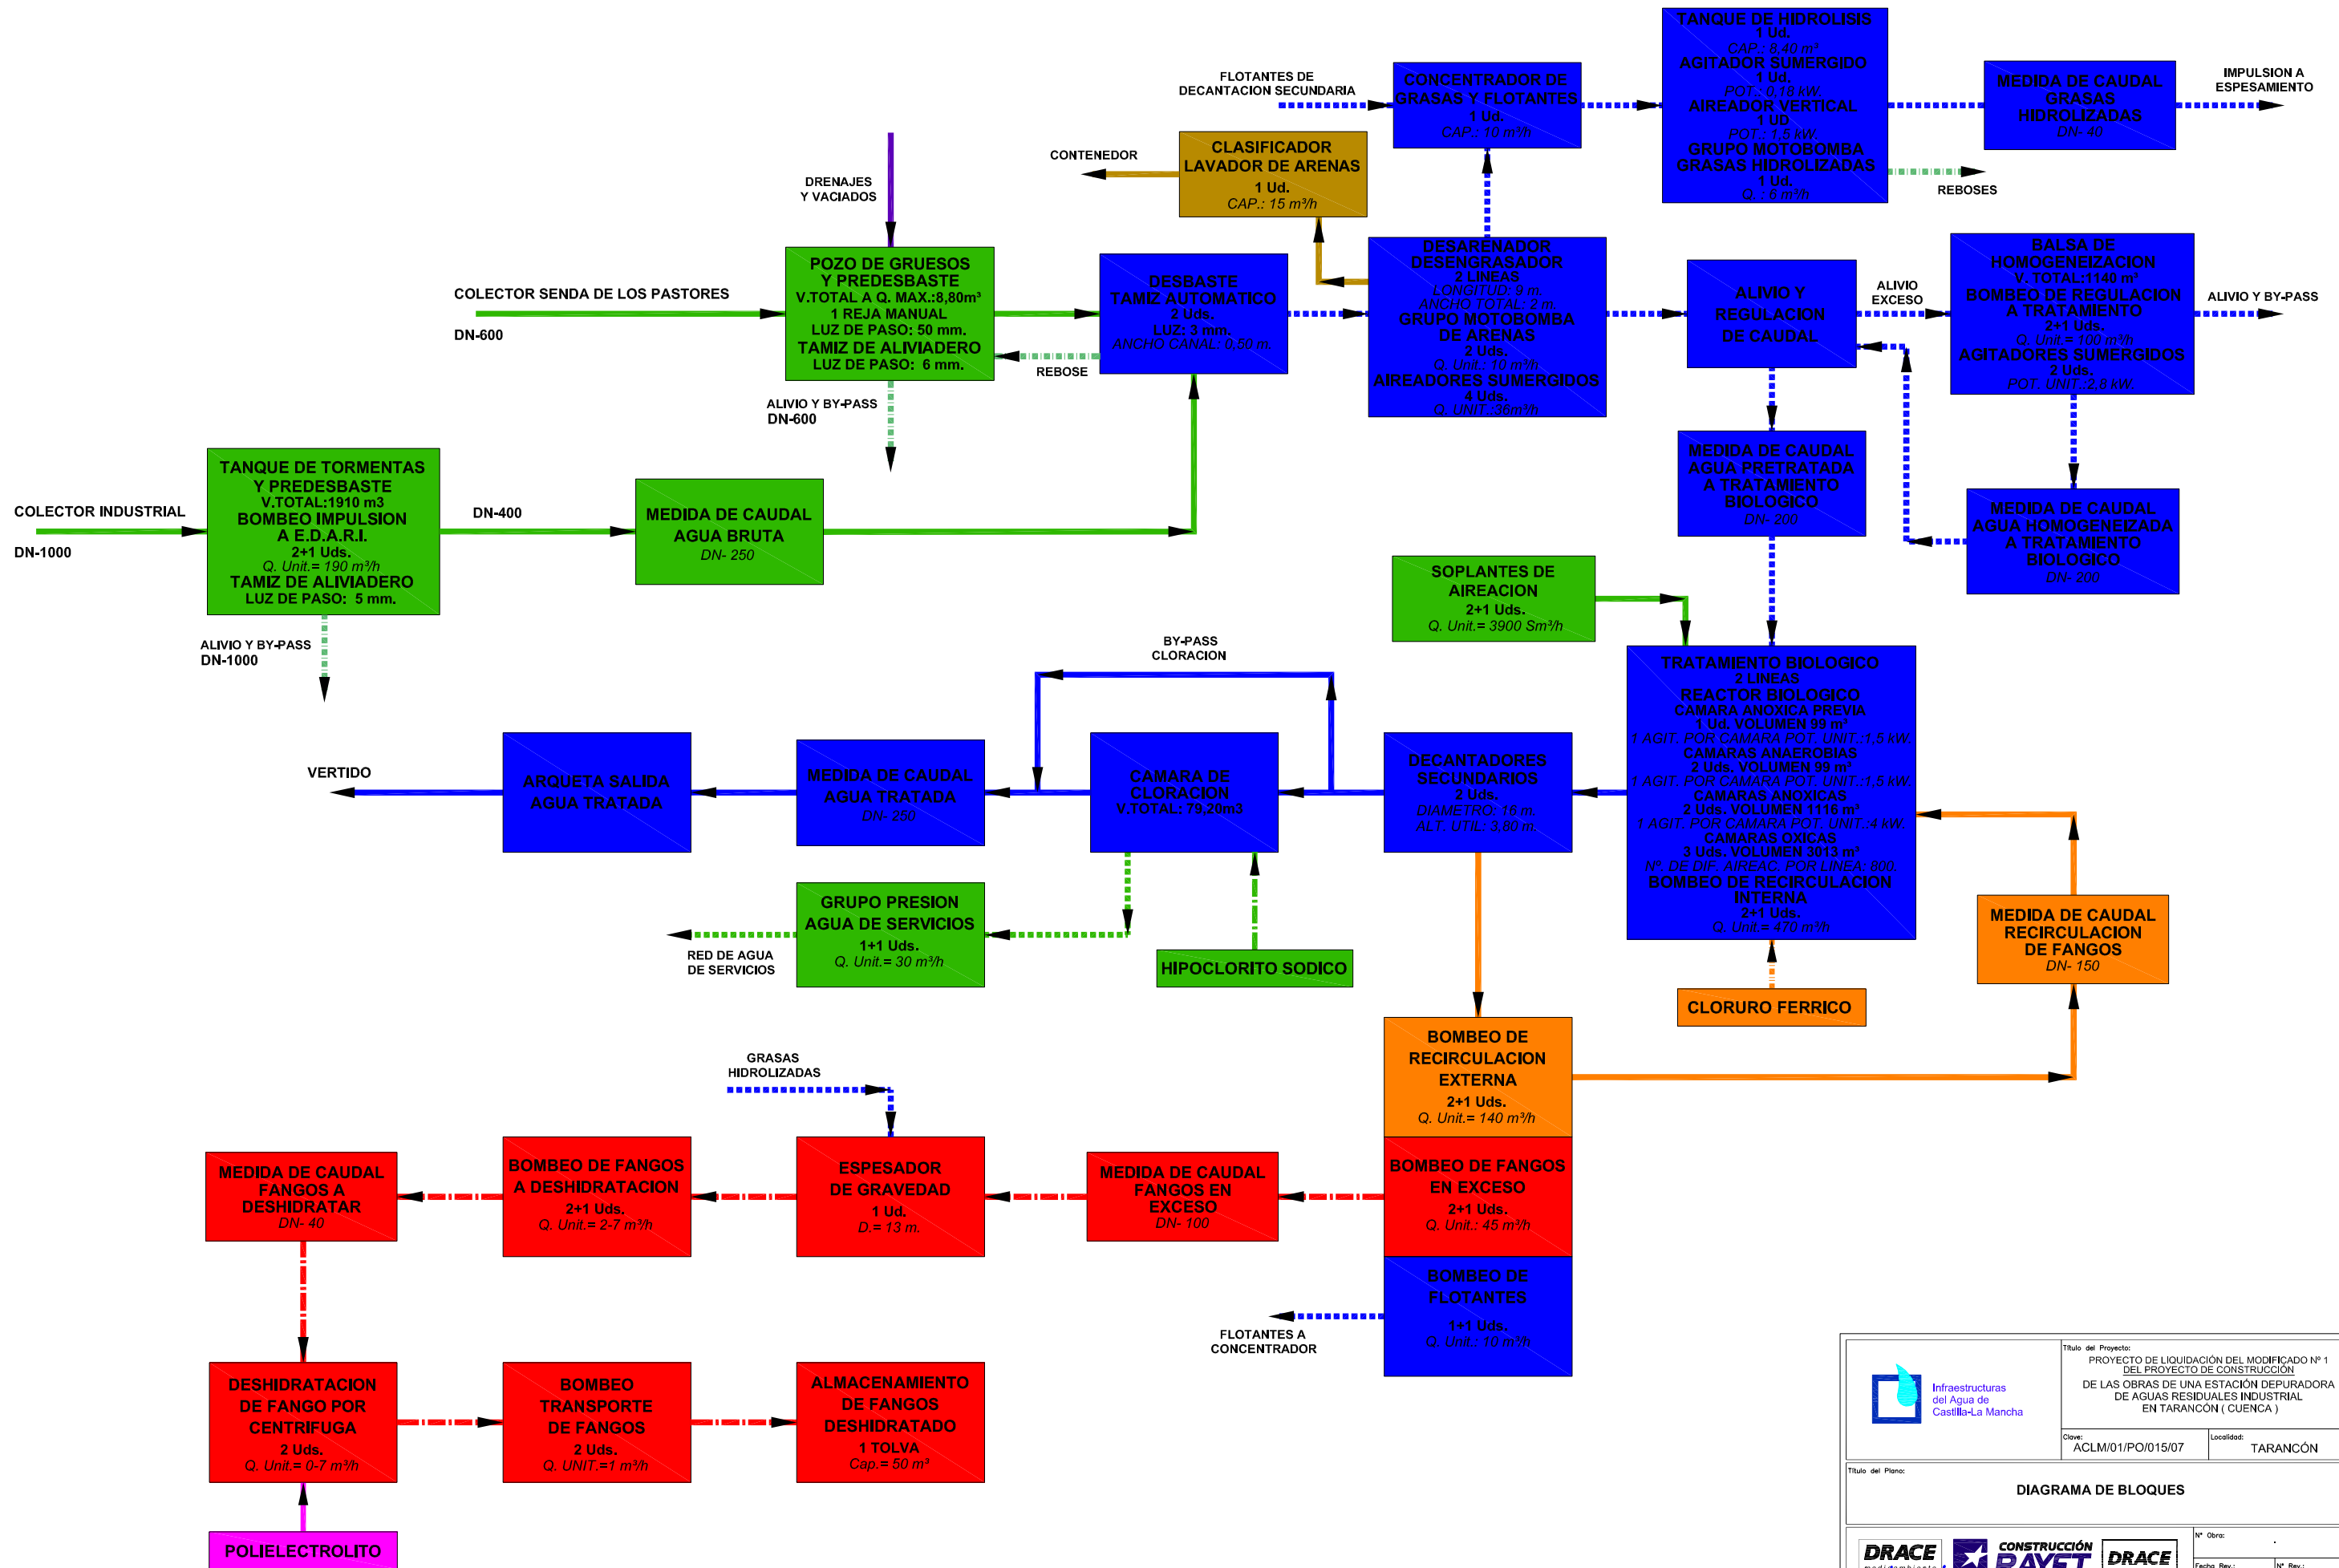 TANQUE DE HIDROLISIS
1 Ud.
CAP.: 8,40 m³
AGITADOR SUMERGIDO
1 Ud.
POT.: 0,18 kW.
AIREADOR VERTICAL
1 UD
POT.: 1,5 kW.
GRUPO MOTOBOMBA
GRASAS HIDROLIZADAS
1 Ud.
Q. : 6 m³/h
FLOTANTES DE
DECANTACION SECUNDARIA
CONCENTRADOR DE
GRASAS Y FLOTANTES
1 Ud.
CAP.: 10 m³/h
MEDIDA DE CAUDAL
GRASAS
HIDROLIZADAS
DN- 40
IMPULSION A
ESPESAMIENTO
REBOSES
CONTENEDOR
CLASIFICADOR
LAVADOR DE ARENAS
1 Ud.
CAP.: 15 m³/h
DRENAJES
Y VACIADOS
COLECTOR SENDA DE LOS PASTORES
DN-600
POZO DE GRUESOS
Y PREDESBASTE
V.TOTAL A Q. MAX.:8,80m³
1 REJA MANUAL
LUZ DE PASO: 50 mm.
TAMIZ DE ALIVIADERO
LUZ DE PASO: 6 mm.
REBOSE
ALIVIO Y BY-PASS
DN-600
DESBASTE
TAMIZ AUTOMATICO
2 Uds.
LUZ: 3 mm.
ANCHO CANAL: 0,50 m.
DESARENADOR
DESENGRASADOR
2 LINEAS
LONGITUD: 9 m.
ANCHO TOTAL: 2 m.
GRUPO MOTOBOMBA
DE ARENAS
2 Uds.
Q. Unit.: 10 m³/h
AIREADORES SUMERGIDOS
4 Uds.
Q. UNIT.:36m³/h
ALIVIO Y
REGULACION
DE CAUDAL
ALIVIO
EXCESO
BALSA DE
HOMOGENEIZACION
V. TOTAL:1140 m³
BOMBEO DE REGULACION
A TRATAMIENTO
2+1 Uds.
Q. Unit.= 100 m³/h
AGITADORES SUMERGIDOS
2 Uds.
POT. UNIT.:2,8 kW.
ALIVIO Y BY-PASS
MEDIDA DE CAUDAL
AGUA PRETRATADA
A TRATAMIENTO
BIOLOGICO
DN- 200
MEDIDA DE CAUDAL
AGUA HOMOGENEIZADA
A TRATAMIENTO
BIOLOGICO
DN- 200
COLECTOR INDUSTRIAL
DN-1000
TANQUE DE TORMENTAS
Y PREDESBASTE
V.TOTAL:1910 m3
BOMBEO IMPULSION
A E.D.A.R.I.
2+1 Uds.
Q. Unit.= 190 m³/h
TAMIZ DE ALIVIADERO
LUZ DE PASO: 5 mm.
DN-400
MEDIDA DE CAUDAL
AGUA BRUTA
DN- 250
ALIVIO Y BY-PASS
DN-1000
SOPLANTES DE
AIREACION
2+1 Uds.
Q. Unit.= 3900 Sm³/h
BY-PASS
CLORACION
TRATAMIENTO BIOLOGICO
2 LINEAS
REACTOR BIOLOGICO
CAMARA ANOXICA PREVIA
1 Ud. VOLUMEN 99 m³
1 AGIT. POR CAMARA POT. UNIT.:1,5 kW.
CAMARAS ANAEROBIAS
2 Uds. VOLUMEN 99 m³
1 AGIT. POR CAMARA POT. UNIT.:1,5 kW
CAMARAS ANOXICAS
2 Uds. VOLUMEN 1116 m³
1 AGIT. POR CAMARA POT. UNIT.:4 kW.
CAMARAS OXICAS
3 Uds. VOLUMEN 3013 m³
Nº. DE DIF. AIREAC. POR LINEA: 800.
BOMBEO DE RECIRCULACION
INTERNA
2+1 Uds.
Q. Unit.= 470 m³/h
VERTIDO
ARQUETA SALIDA
AGUA TRATADA
MEDIDA DE CAUDAL
AGUA TRATADA
DN- 250
CAMARA DE
CLORACION
V.TOTAL: 79,20m3
DECANTADORES
SECUNDARIOS
2 Uds.
DIAMETRO: 16 m.
ALT. UTIL: 3,80 m.
GRUPO PRESION
AGUA DE SERVICIOS
1+1 Uds.
Q. Unit.= 30 m³/h
RED DE AGUA
DE SERVICIOS
HIPOCLORITO SODICO
MEDIDA DE CAUDAL
RECIRCULACION
DE FANGOS
DN- 150
CLORURO FERRICO
BOMBEO DE
RECIRCULACION
EXTERNA
2+1 Uds.
Q. Unit.= 140 m³/h
GRASAS
HIDROLIZADAS
MEDIDA DE CAUDAL
FANGOS A
DESHIDRATAR
DN- 40
BOMBEO DE FANGOS
A DESHIDRATACION
2+1 Uds.
Q. Unit.= 2-7 m³/h
ESPESADOR
DE GRAVEDAD
1 Ud.
D.= 13 m.
MEDIDA DE CAUDAL
FANGOS EN
EXCESO
DN- 100
BOMBEO DE FANGOS
EN EXCESO
2+1 Uds.
Q. Unit.: 45 m³/h
BOMBEO DE
FLOTANTES
1+1 Uds.
Q. Unit.: 10 m³/h
FLOTANTES A
CONCENTRADOR
DESHIDRATACION
DE FANGO POR
CENTRIFUGA
2 Uds.
Q. Unit.= 0-7 m³/h
BOMBEO
TRANSPORTE
DE FANGOS
2 Uds.
Q. UNIT.=1 m³/h
ALMACENAMIENTO
DE FANGOS
DESHIDRATADO
1 TOLVA
Cap.= 50 m³
POLIELECTROLITO
Infraestructuras
del Agua de
Castilla-La Mancha
Título del Proyecto:
PROYECTO DE LIQUIDACIÓN DEL MODIFICADO Nº 1
DEL PROYECTO DE CONSTRUCCIÓN
DE LAS OBRAS DE UNA ESTACIÓN DEPURADORA
DE AGUAS RESIDUALES INDUSTRIAL
EN TARANCÓN ( CUENCA )
Clave:
ACLM/01/PO/015/07
Localidad:
TARANCÓN
Título del Plano:
DIAGRAMA DE BLOQUES
DRACE
CONSTRUCCIÓN
RAYET
DRACE
Nº Obra:
Fecha Rev.:
Nº Rev.: